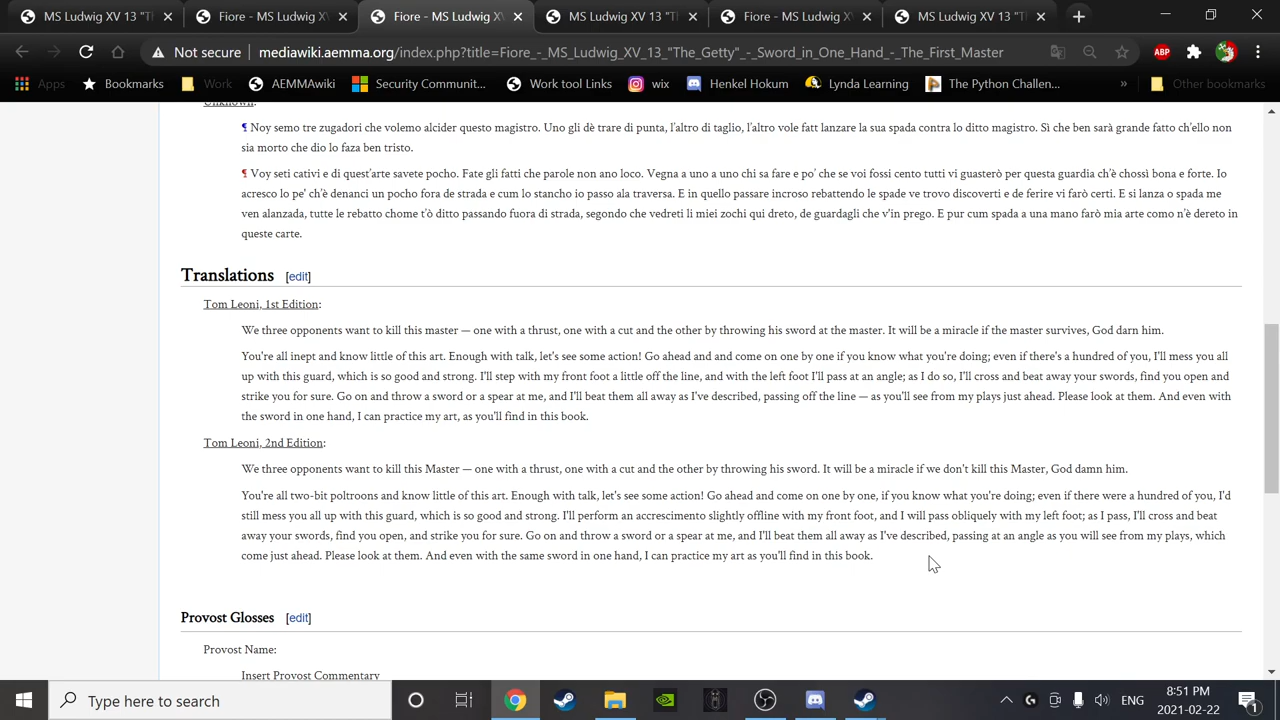 MS Ludwig XV 13 "Th
Fiore - MS Ludwig XV
Fiore - MS Ludwig XV
MS Ludwig XV 13 "Th
Fiore - MS Ludwig XV
MS Ludwig XV 13 "Th
Not secure | mediawiki.aemma.org/index.php?title=Fiore_-_MS_Ludwig_XV_13_"The_Getty"_-_Sword_in_One_Hand_-_The_First_Master
ABP
Apps Bookmarks Work AEMMAwiki Security Communit... Work tool Links wix Henkel Hokum Lynda Learning The Python Challen... » Other bookmarks
Unknown:
¶ Noy semo tre zugadori che volemo alcider questo magistro. Uno gli dè trare di punta, l'altro di taglio, l'altro vole fatt lanzare la sua spada contra lo ditto magistro. Sì che ben sarà grande fatto ch'ello non
sia morto che dio lo faza ben tristo.
¶ Voy seti cativi e di quest'arte savete pocho. Fate gli fatti che parole non ano loco. Vegna a uno a uno chi sa fare e po' che se voi fossi cento tutti vi guasterò per questa guardia ch'è chossì bona e forte. Io
acresco lo pe' ch'è denanci un pocho fora de strada e cum lo stancho io passo ala traversa. E in quello passare incroso rebattendo le spade ve trovo discoverti e de ferire vi farò certi. E si lanza o spada me
ven alanzada, tutte le rebatto chome t'ò ditto passando fuora di strada, segondo che vedreti li miei zochi qui dreto, de guardagli che v'in prego. E pur cum spada a una mano farò mia arte como n'è dereto in
queste carte.
Translations [edit]
Tom Leoni, 1st Edition:
We three opponents want to kill this master — one with a thrust, one with a cut and the other by throwing his sword at the master. It will be a miracle if the master survives, God darn him.
You're all inept and know little of this art. Enough with talk, let's see some action! Go ahead and and come on one by one if you know what you're doing; even if there's a hundred of you, I'll mess you all
up with this guard, which is so good and strong. I'll step with my front foot a little off the line, and with the left foot I'll pass at an angle; as I do so, I'll cross and beat away your swords, find you open and
strike you for sure. Go on and throw a sword or a spear at me, and I'll beat them all away as I've described, passing off the line — as you'll see from my plays just ahead. Please look at them. And even with
the sword in one hand, I can practice my art, as you'll find in this book.
Tom Leoni, 2nd Edition:
We three opponents want to kill this Master — one with a thrust, one with a cut and the other by throwing his sword. It will be a miracle if we don't kill this Master, God damn him.
You're all two-bit poltroons and know little of this art. Enough with talk, let's see some action! Go ahead and come on one by one, if you know what you're doing; even if there were a hundred of you, I'd
still mess you all up with this guard, which is so good and strong. I'll perform an accrescimento slightly offline with my front foot, and I will pass obliquely with my left foot; as I pass, I'll cross and beat
away your swords, find you open, and strike you for sure. Go on and throw a sword or a spear at me, and I'll beat them all away as I've described, passing at an angle as you will see from my plays, which
come just ahead. Please look at them. And even with the same sword in one hand, I can practice my art as you'll find in this book.
Provost Glosses [edit]
Provost Name:
Insert Provost Commentary
Type here to search
ENG
8:51 PM
2021-02-22
1